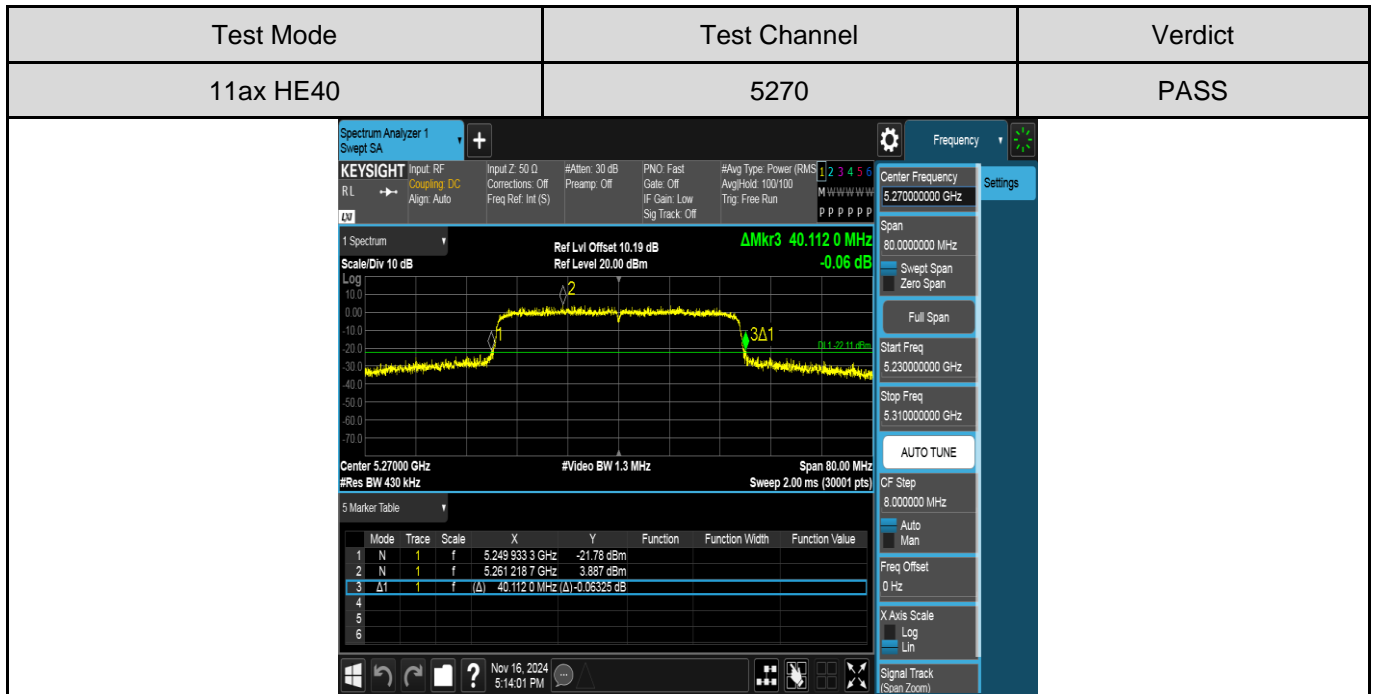 Test Mode Test Channel Verdict
11ax HE40 5270 PASS
Spectrum Analyzer 1
Swept SA
+
Frequency
KEYSIGHT Input: RF Input Z: 50 Ω #Atten: 30 dB PNO: Fast #Avg Type: Power (RMS 1 2 3 4 5 6
R L Coupling: DC Corrections: Off Preamp: Off Gate: Off Avg|Hold: 100/100 M W W W W W
Align: Auto Freq Ref: Int (S) IF Gain: Low Trig: Free Run
LXI Sig Track: Off P P P P P P
1 Spectrum
Scale/Div 10 dB
Ref Lvl Offset 10.19 dB
Ref Level 20.00 dBm
ΔMkr3 40.112 0 MHz
-0.06 dB
Log
10.0
0.00
-10.0
-20.0
-30.0
-40.0
-50.0
-60.0
-70.0
2
1
3Δ1
DL1 -22.11 dBm
Center 5.27000 GHz #Video BW 1.3 MHz Span 80.00 MHz
#Res BW 430 kHz Sweep 2.00 ms (30001 pts)
5 Marker Table
Mode Trace Scale X Y Function Function Width Function Value
1 N 1 f 5.249 933 3 GHz -21.78 dBm
2 N 1 f 5.261 218 7 GHz 3.887 dBm
3 Δ1 1 f (Δ) 40.112 0 MHz (Δ) -0.06325 dB
4
5
6
? Nov 16, 2024
5:14:01 PM
Center Frequency
5.270000000 GHz
Settings
Span
80.0000000 MHz
Swept Span
Zero Span
Full Span
Start Freq
5.230000000 GHz
Stop Freq
5.310000000 GHz
AUTO TUNE
CF Step
8.000000 MHz
Auto
Man
Freq Offset
0 Hz
X Axis Scale
Log
Lin
Signal Track
(Span Zoom)